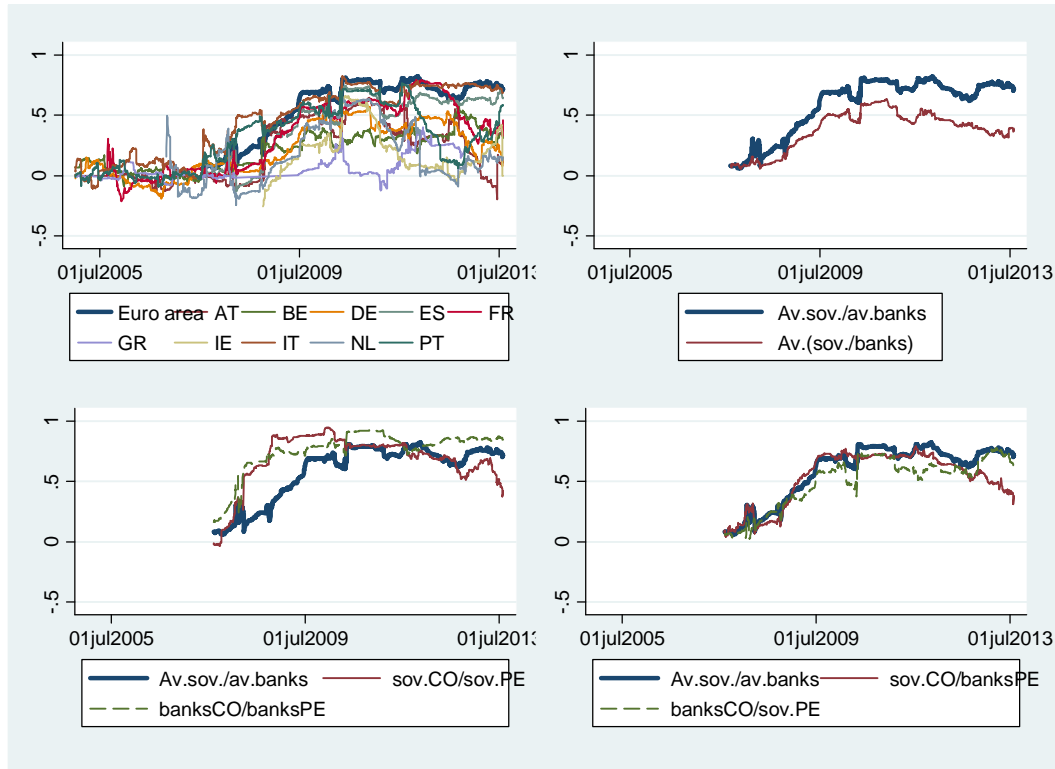 1
.5
0
-.5
01jul2005 01jul2009 01jul2013
Euro area AT BE DE ES FR
GR IE IT NL PT
1
.5
0
-.5
01jul2005 01jul2009 01jul2013
Av.sov./av.banks
Av.(sov./banks)
1
.5
0
-.5
01jul2005 01jul2009 01jul2013
Av.sov./av.banks sov.CO/sov.PE
banksCO/banksPE
1
.5
0
-.5
01jul2005 01jul2009 01jul2013
Av.sov./av.banks sov.CO/banksPE
banksCO/sov.PE